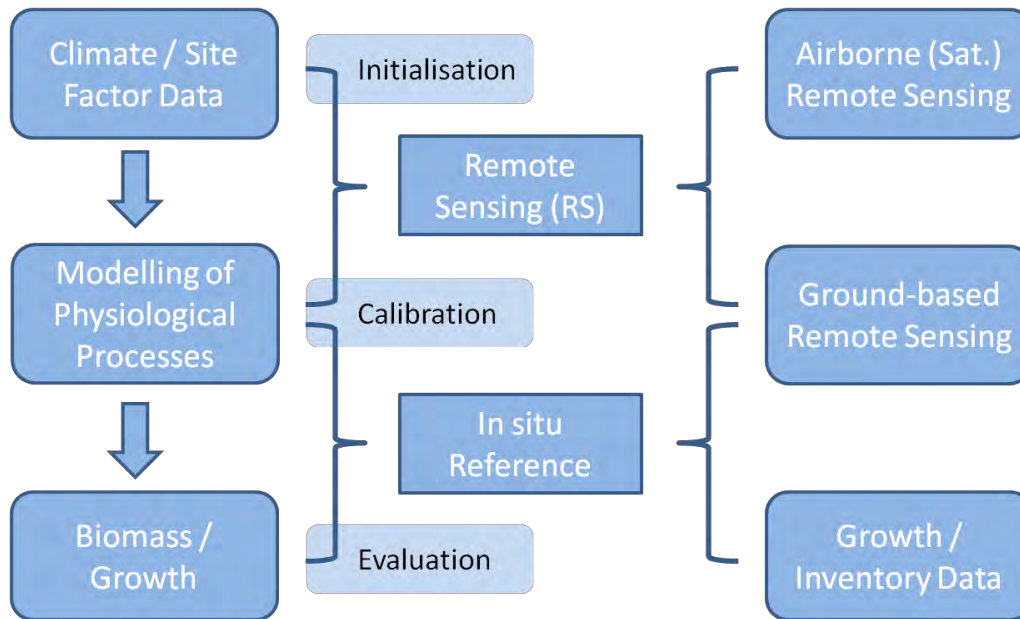 Climate / Site
Factor Data
Initialisation
Airborne (Sat.)
Remote Sensing
Remote
Sensing (RS)
Modelling of
Physiological
Processes
Calibration
Ground-based
Remote Sensing
In situ
Reference
Biomass /
Growth
Evaluation
Growth /
Inventory Data